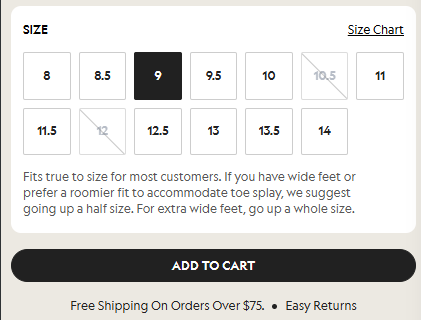 SIZE Size Chart
8 8.5 9 9.5 10 10.5 11
11.5 12 12.5 13 13.5 14
Fits true to size for most customers. If you have wide feet or
prefer a roomier fit to accommodate toe splay, we suggest
going up a half size. For extra wide feet, go up a whole size.
ADD TO CART
Free Shipping On Orders Over $75. • Easy Returns